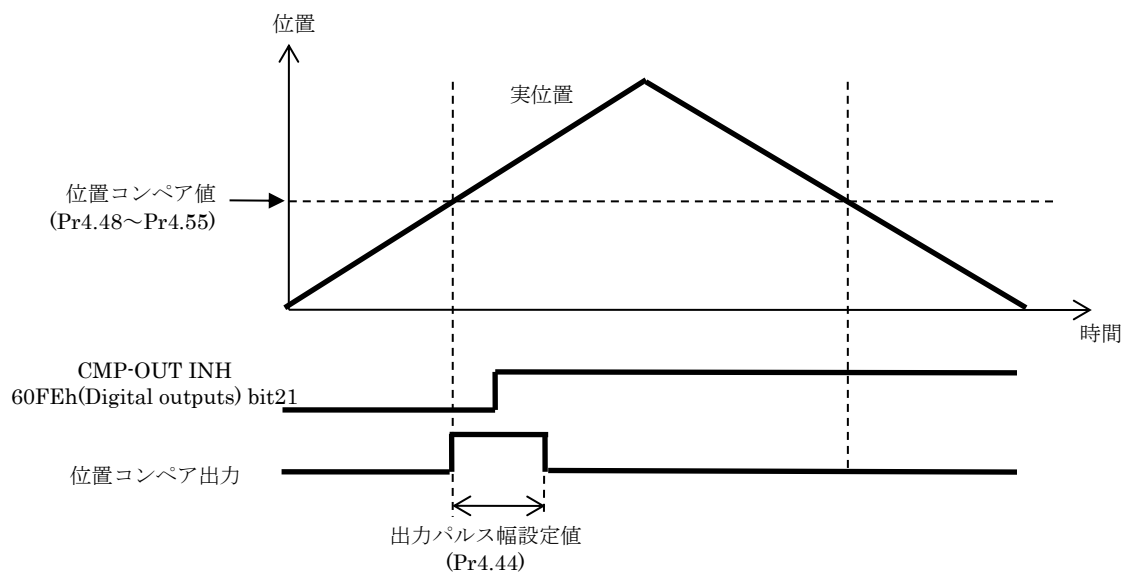 位置
実位置
位置コンペア値
(Pr4.48～Pr4.55)
時間
CMP-OUT INH
60FEh(Digital outputs) bit21
位置コンペア出力
出力パルス幅設定値
(Pr4.44)